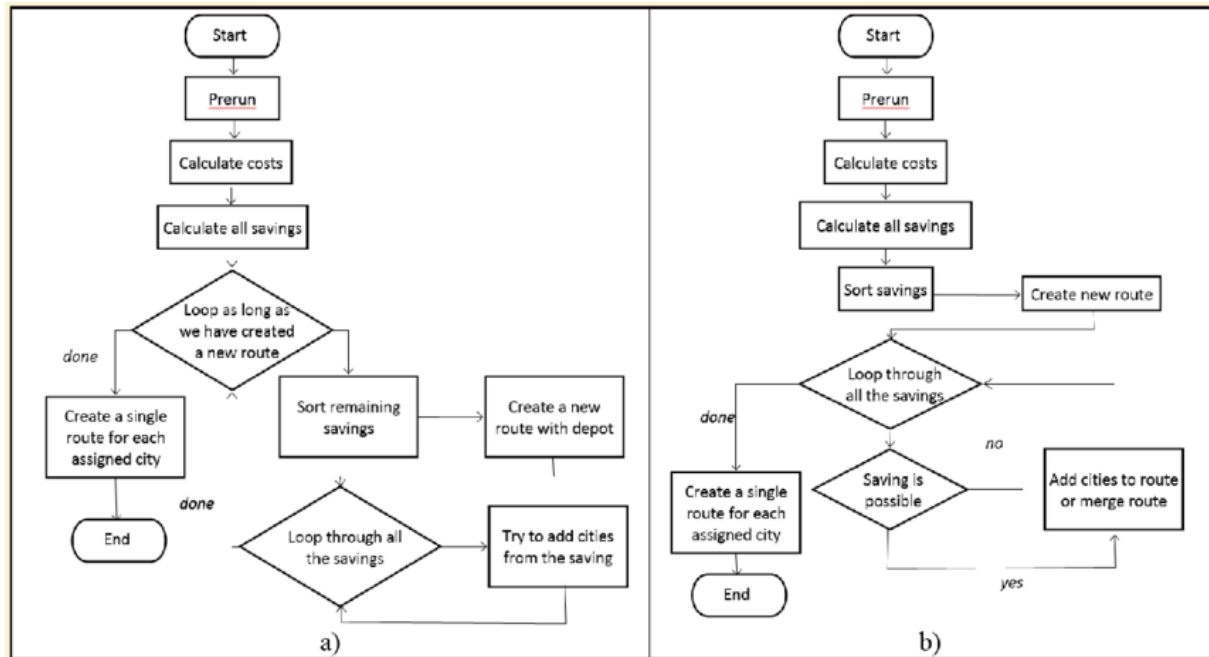 Start
Prerun
Calculate costs
Calculate all savings
Loop as long as
we have created
a new route
done
Create a single
route for each
assigned city
End
Sort remaining
savings
Create a new
route with depot
done
Loop through all
the savings
Try to add cities
from the saving
a)
Start
Prerun
Calculate costs
Calculate all savings
Sort savings
Create new route
Loop through
all the savings
done
no
Saving is
possible
Add cities to route
or merge route
Create a single
route for each
assigned city
yes
End
b)